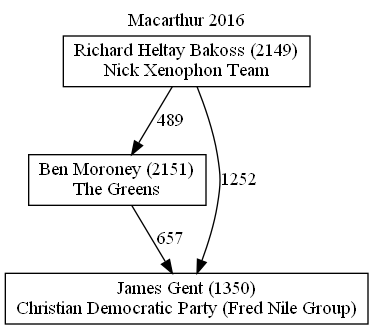 Macarthur 2016
Richard Heltay Bakoss (2149)
Nick Xenophon Team
489
Ben Moroney (2151)
The Greens
1252
657
James Gent (1350)
Christian Democratic Party (Fred Nile Group)